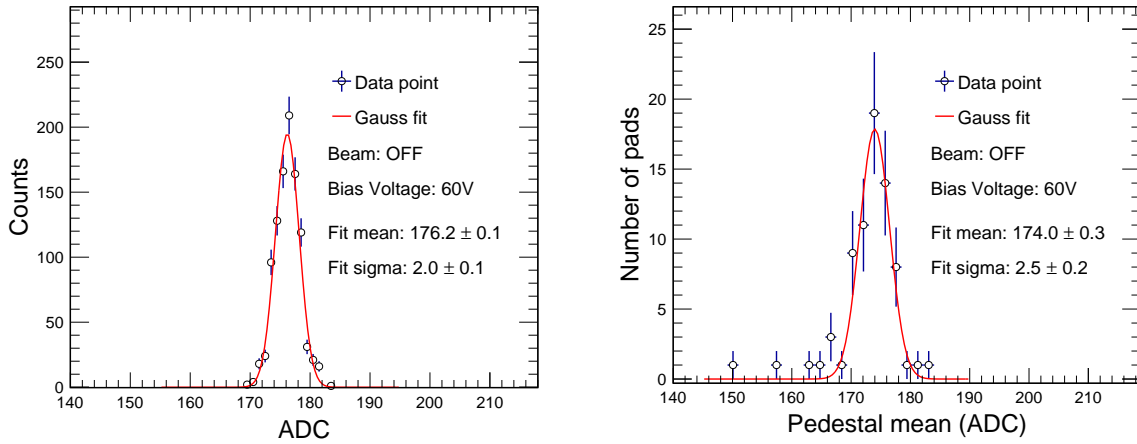 250
200
150
100
50
0
Counts
140 150 160 170 180 190 200 210
ADC
Data point
Gauss fit
Beam: OFF
Bias Voltage: 60V
Fit mean: 176.2 ± 0.1
Fit sigma: 2.0 ± 0.1
25
20
15
10
5
0
Number of pads
140 150 160 170 180 190 200 210
Pedestal mean (ADC)
Data point
Gauss fit
Beam: OFF
Bias Voltage: 60V
Fit mean: 174.0 ± 0.3
Fit sigma: 2.5 ± 0.2